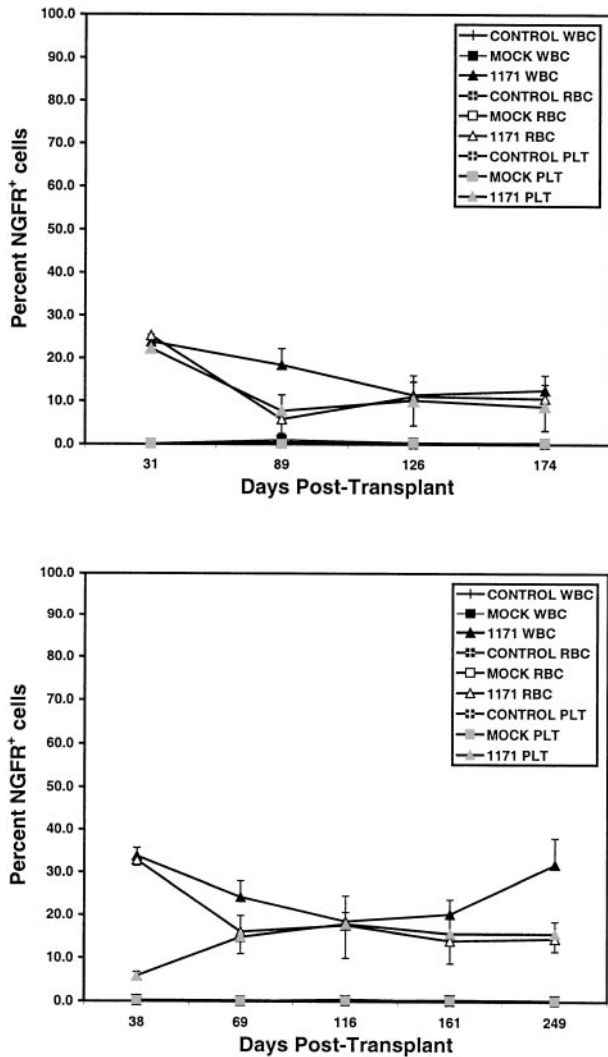 100.0
90.0
80.0
70.0
60.0
50.0
40.0
30.0
20.0
10.0
0.0
Percent NGFR+ cells
CONTROL WBC
MOCK WBC
1171 WBC
CONTROL RBC
MOCK RBC
1171 RBC
CONTROL PLT
MOCK PLT
1171 PLT
31 89 126 174
Days Post-Transplant
100.0
90.0
80.0
70.0
60.0
50.0
40.0
30.0
20.0
10.0
0.0
Percent NGFR+ cells
CONTROL WBC
MOCK WBC
1171 WBC
CONTROL RBC
MOCK RBC
1171 RBC
CONTROL PLT
MOCK PLT
1171 PLT
38 69 116 161 249
Days Post-Transplant